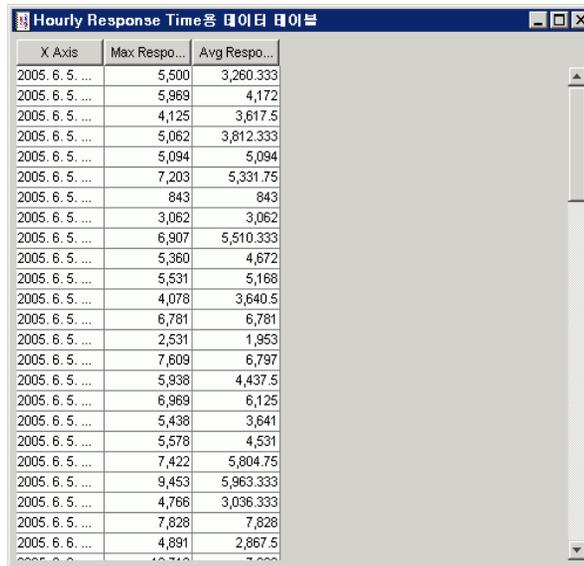 Hourly Response Time용 데이터 테이블
X Axis Max Respo... Avg Respo...
2005. 6. 5. ... 5,500 3,260.333
2005. 6. 5. ... 5,969 4,172
2005. 6. 5. ... 4,125 3,617.5
2005. 6. 5. ... 5,062 3,812.333
2005. 6. 5. ... 5,094 5,094
2005. 6. 5. ... 7,203 5,331.75
2005. 6. 5. ... 843 843
2005. 6. 5. ... 3,062 3,062
2005. 6. 5. ... 6,907 5,510.333
2005. 6. 5. ... 5,360 4,672
2005. 6. 5. ... 5,531 5,168
2005. 6. 5. ... 4,078 3,640.5
2005. 6. 5. ... 6,781 6,781
2005. 6. 5. ... 2,531 1,953
2005. 6. 5. ... 7,609 6,797
2005. 6. 5. ... 5,938 4,437.5
2005. 6. 5. ... 6,969 6,125
2005. 6. 5. ... 5,438 3,641
2005. 6. 5. ... 5,578 4,531
2005. 6. 5. ... 7,422 5,804.75
2005. 6. 5. ... 9,453 5,963.333
2005. 6. 5. ... 4,766 3,036.333
2005. 6. 5. ... 7,828 7,828
2005. 6. 6. ... 4,891 2,867.5